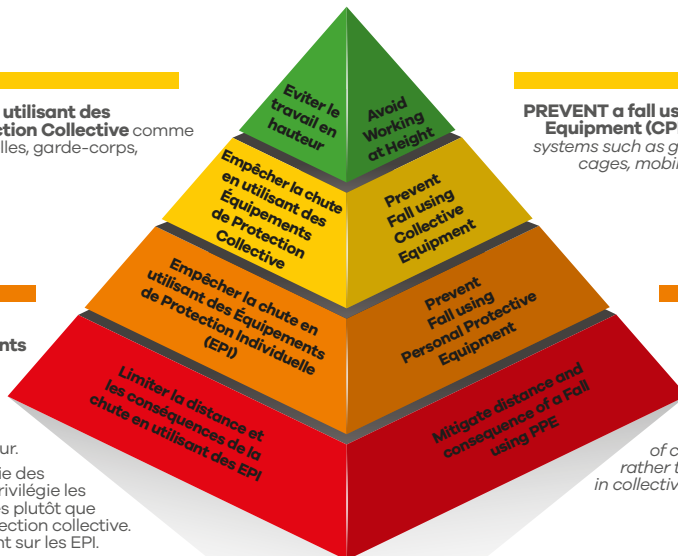 Eviter le
travail en
hauteur
Avoid
Working
at Height
utilisant des
ction Collective comme
lles, garde-corps,
PREVENT a fall us
Equipment (CP
systems such as g
cages, mobil
Empêcher la chute
en utilisant des
Équipements
de Protection
Collective
Prevent
Fall using
Collective
Equipment
Empêcher la chute en
utilisant des Équipements
de Protection Individuelle
(EPI)
Prevent
Fall using
Personal Protective
Equipment
nts
Limiter la distance et
les conséquences de la
chute en utilisant des EPI
Mitigate distance and
consequence of a Fall
using PPE
ur.
ie des
rivilégie les
s plutôt que
ection collective.
nt sur les EPI.
of c
rather t
in collectiv